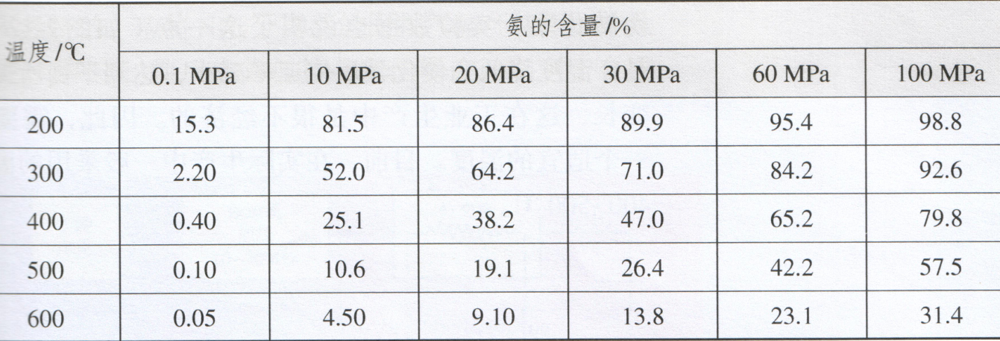 氨的含量/%
温度/℃
0.1 MPa 10 MPa 20 MPa 30 MPa 60 MPa 100 MPa
200 15.3 81.5 86.4 89.9 95.4 98.8
300 2.20 52.0 64.2 71.0 84.2 92.6
400 0.40 25.1 38.2 47.0 65.2 79.8
500 0.10 10.6 19.1 26.4 42.2 57.5
600 0.05 4.50 9.10 13.8 23.1 31.4